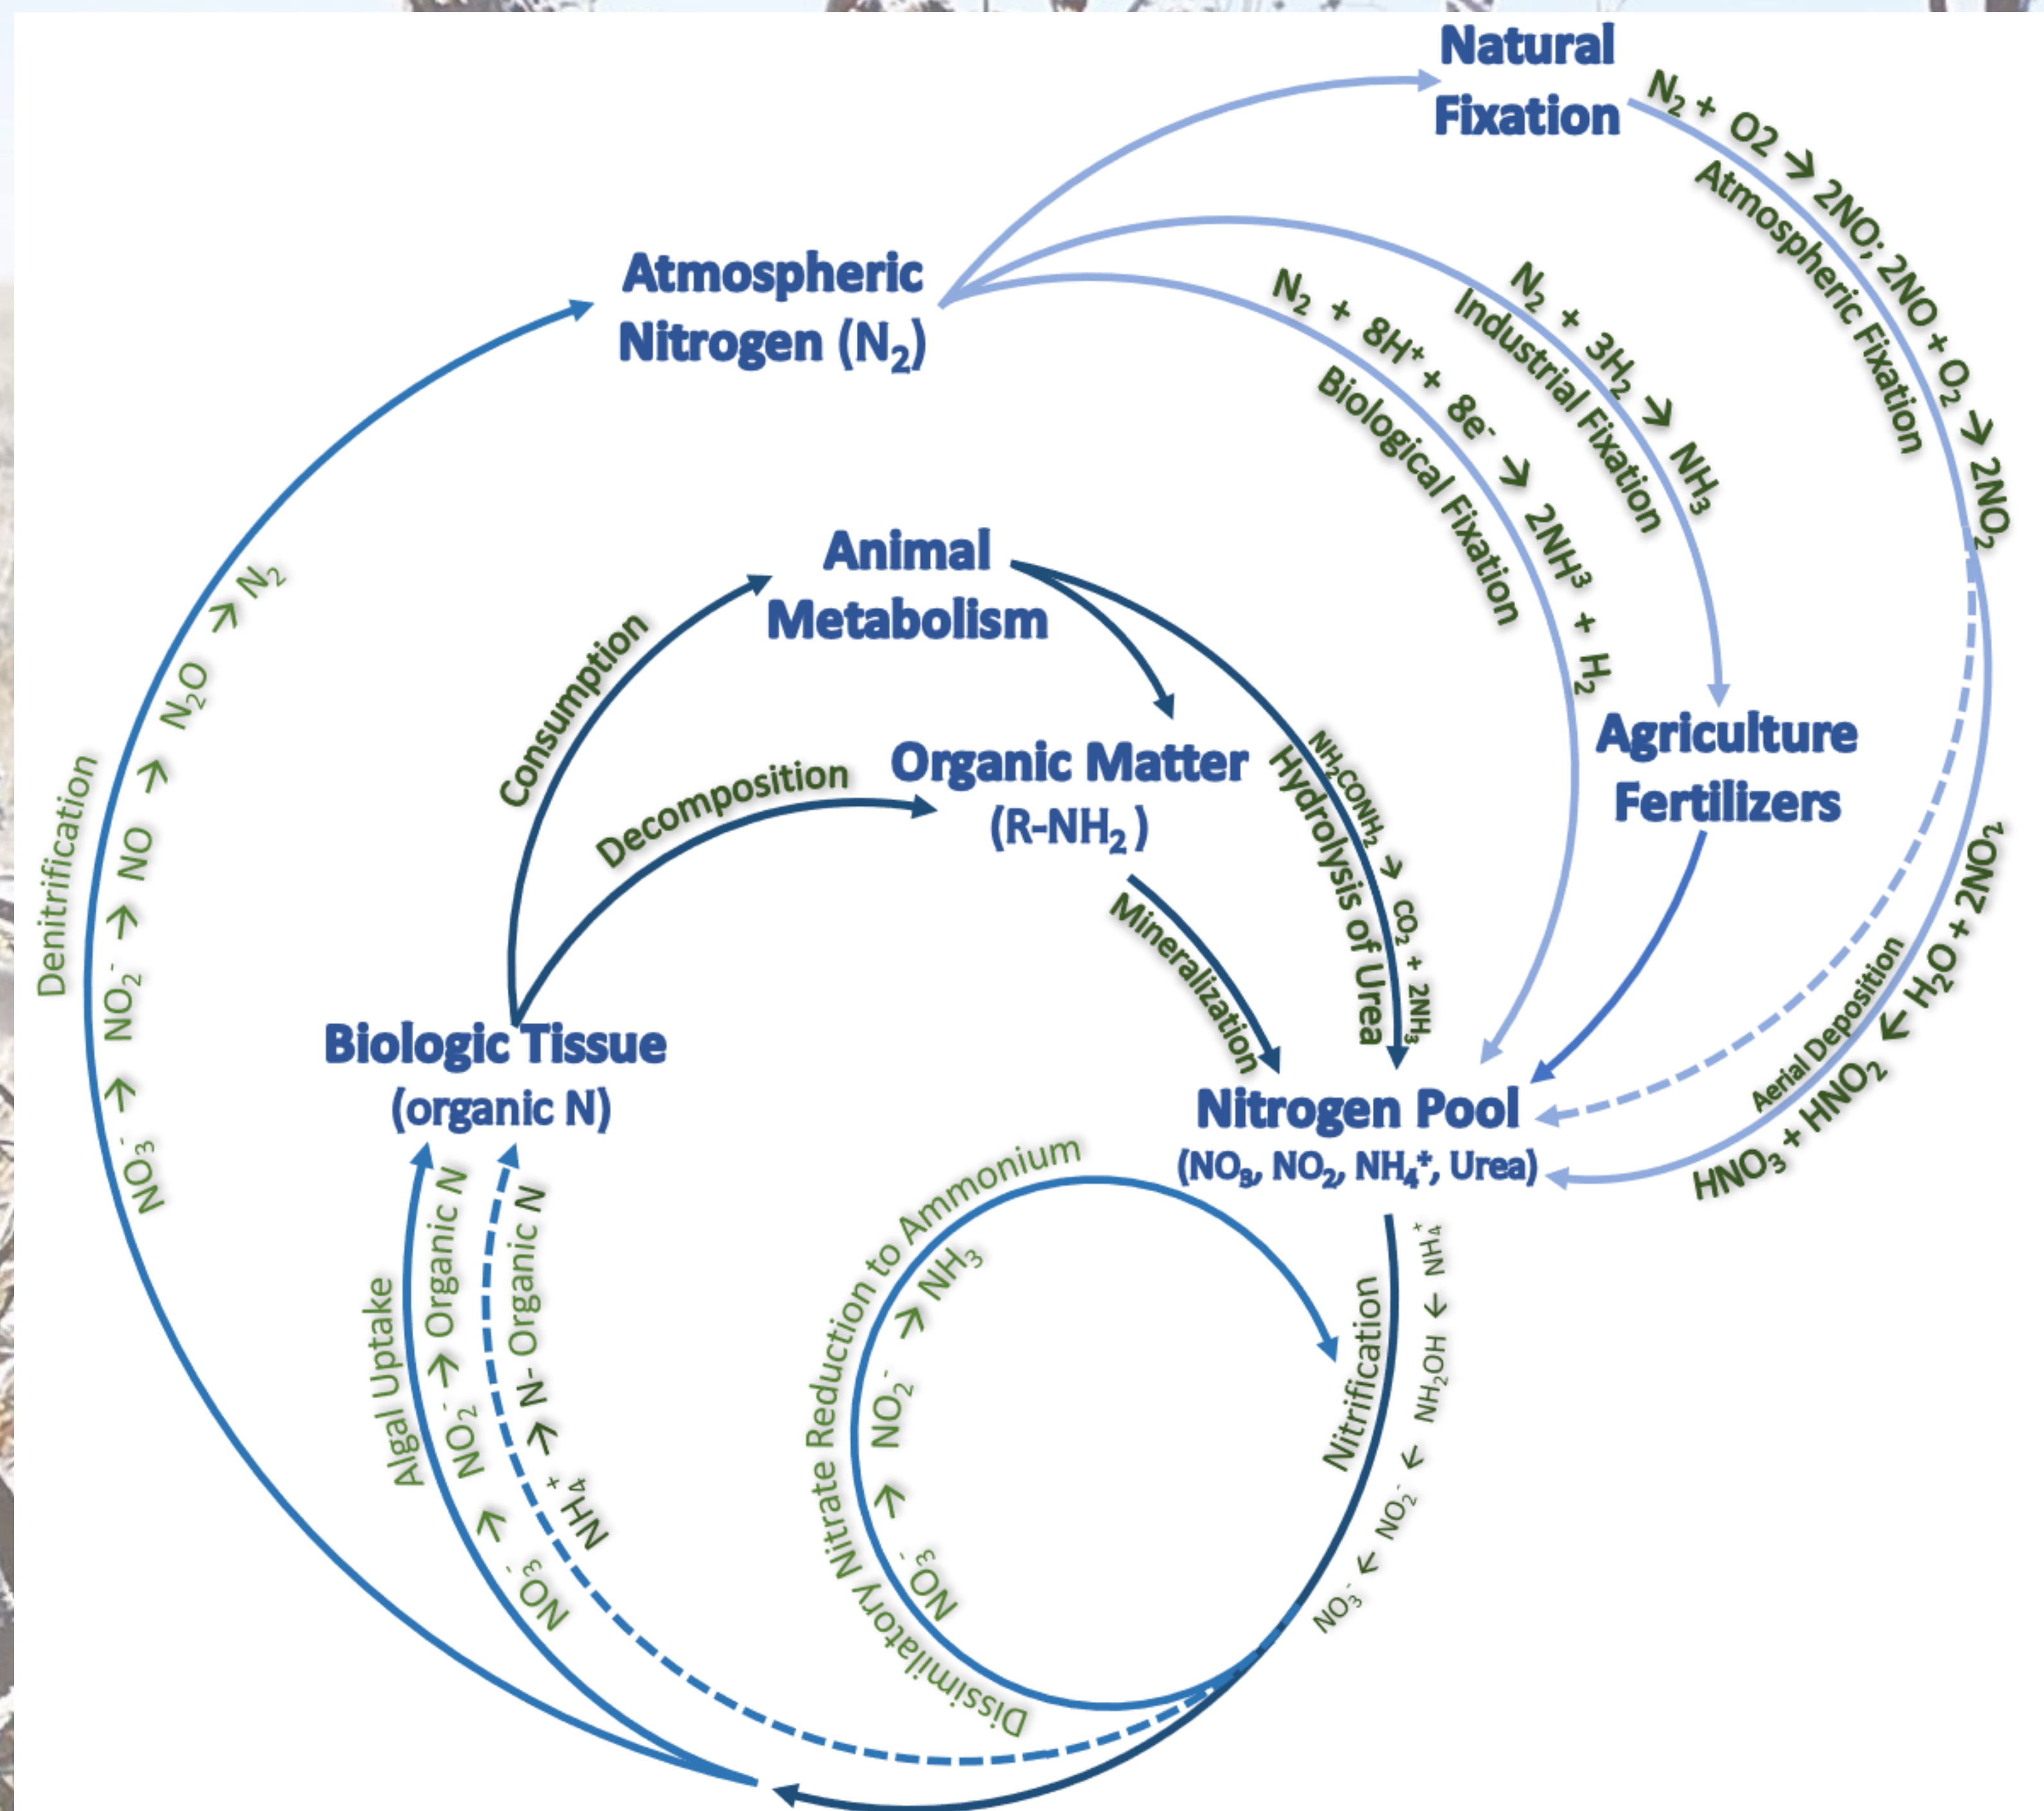 Natural
Fixation
N₂ + O2 → 2NO; 2NO + O₂ → 2NO₂
Atmospheric Fixation
Atmospheric
Nitrogen (N₂)
N₂ + 3H₂ → NH₃
Industrial Fixation
N₂ + 8H⁺ + 8e⁻ → 2NH³ + H₂
Biological Fixation
Animal
Metabolism
Consumption
Decomposition
Organic Matter
(R-NH₂ )
Agriculture
Fertilizers
NH₂CONH₂ → CO₂ + 2NH₃
Hydrolysis of Urea
Mineralization
Denitrification
NO₃⁻ → NO₂⁻ → NO → N₂O → N₂
Biologic Tissue
(organic N)
Nitrogen Pool
(NO₃, NO₂, NH₄⁺, Urea)
Aerial Deposition
HNO₃ + HNO₂ ← H₂O + 2NO₂
Algal Uptake
NO₃⁻ → NO₂⁻ → Organic N
NH₄⁺ → N- Organic N
Dissimilatory Nitrate Reduction to Ammonium
NO₃⁻ → NO₂⁻ → NH₃
Nitrification
NO₃⁻ ← NO₂⁻ ← NH₂OH ← NH₄⁺